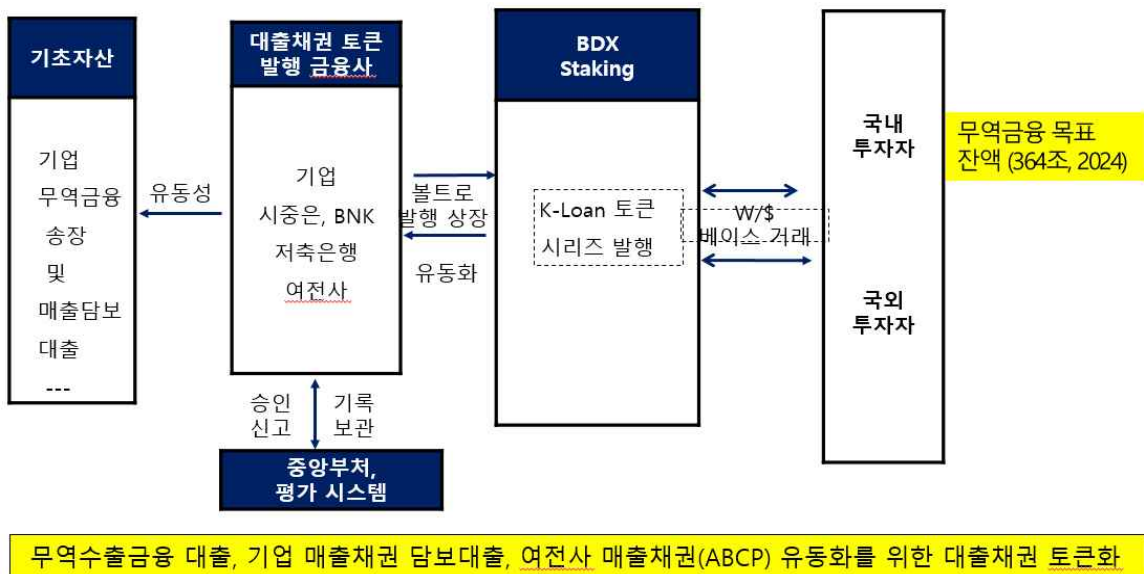 기초자산
기업
무역금융
송장
및
매출담보
대출
---
유동성
대출채권 토큰
발행 금융사
기업
시중은, BNK
저축은행
여전사
승인
신고
기록
보관
중앙부처,
평가 시스템
볼트로
발행 상장
유동화
BDX
Staking
K-Loan 토큰
시리즈 발행
W/$
베이스 거래
국내
투자자
국외
투자자
무역금융 목표
잔액 (364조, 2024)
무역수출금융 대출, 기업 매출채권 담보대출, 여전사 매출채권(ABCP) 유동화를 위한 대출채권 토큰화